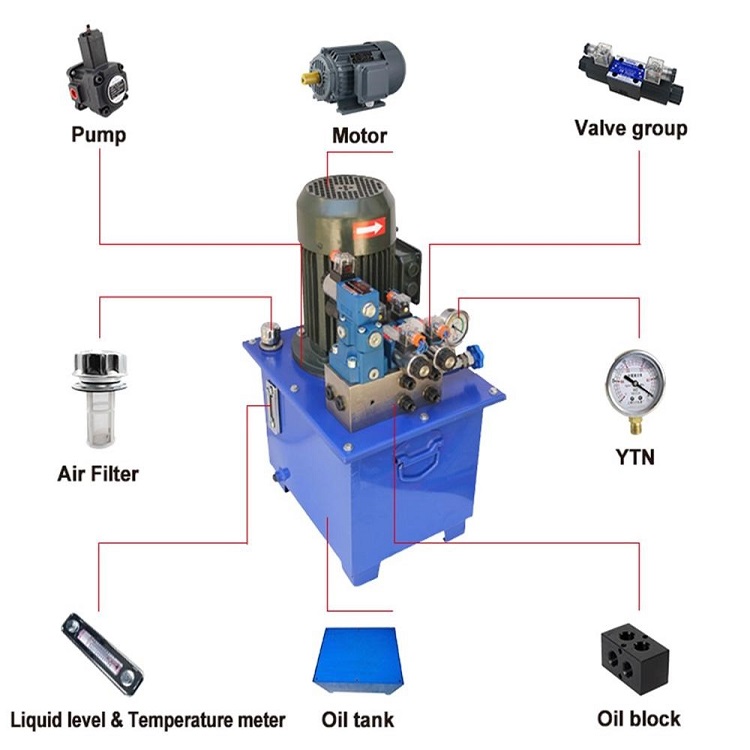 Pump
Motor
Valve group
Air Filter
YTN
Liquid level & Temperature meter
Oil tank
Oil block